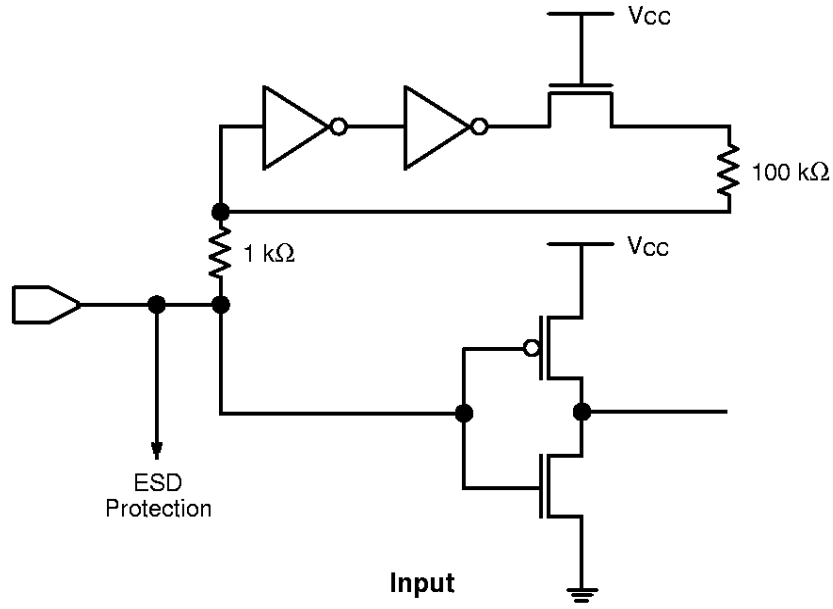 VCC
100 kΩ
1 kΩ
VCC
ESD
Protection
Input